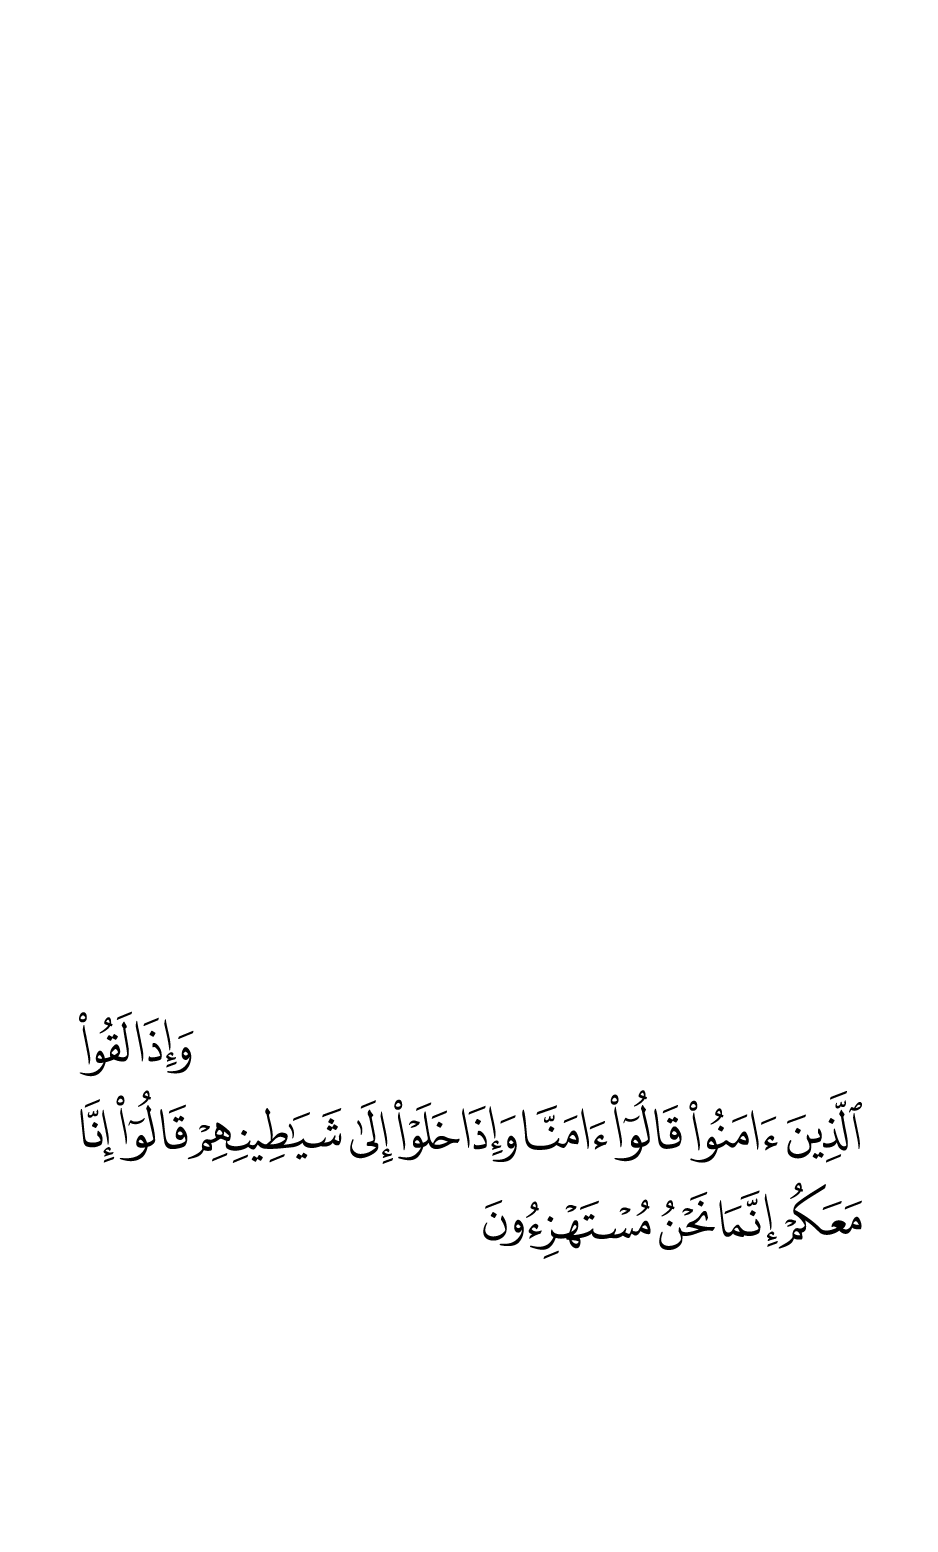 وَإِذَا لَقُوا۟
ٱلَّذِينَ ءَامَنُوا۟ قَالُوٓا۟ ءَامَنَّا وَإِذَا خَلَوْا۟ إِلَىٰ شَيَـٰطِينِهِمْ قَالُوٓا۟ إِنَّا
مَعَكُمْ إِنَّمَا نَحْنُ مُسْتَهْزِءُونَ